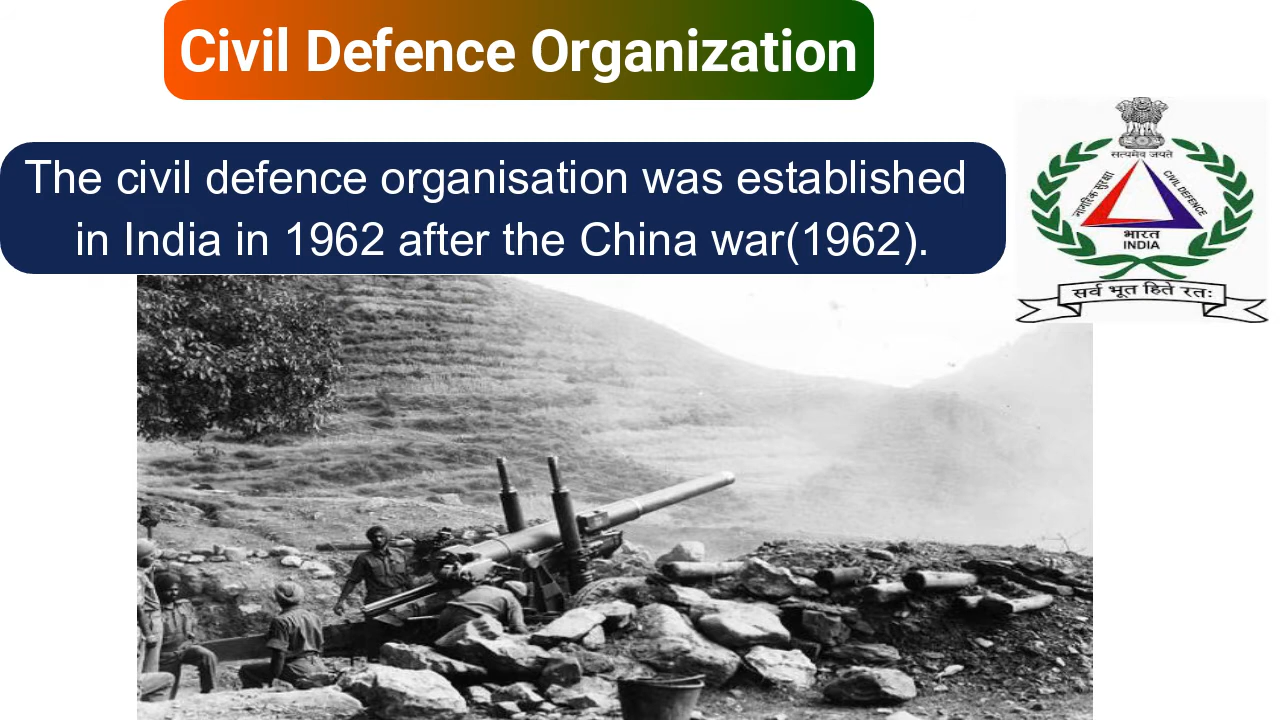 Civil Defence Organization
The civil defence organisation was established
in India in 1962 after the China war(1962).
सत्यमेव जयते
नागरिक सुरक्षा
CIVIL DEFENCE
भारत
INDIA
सर्व भूत हिते रतः